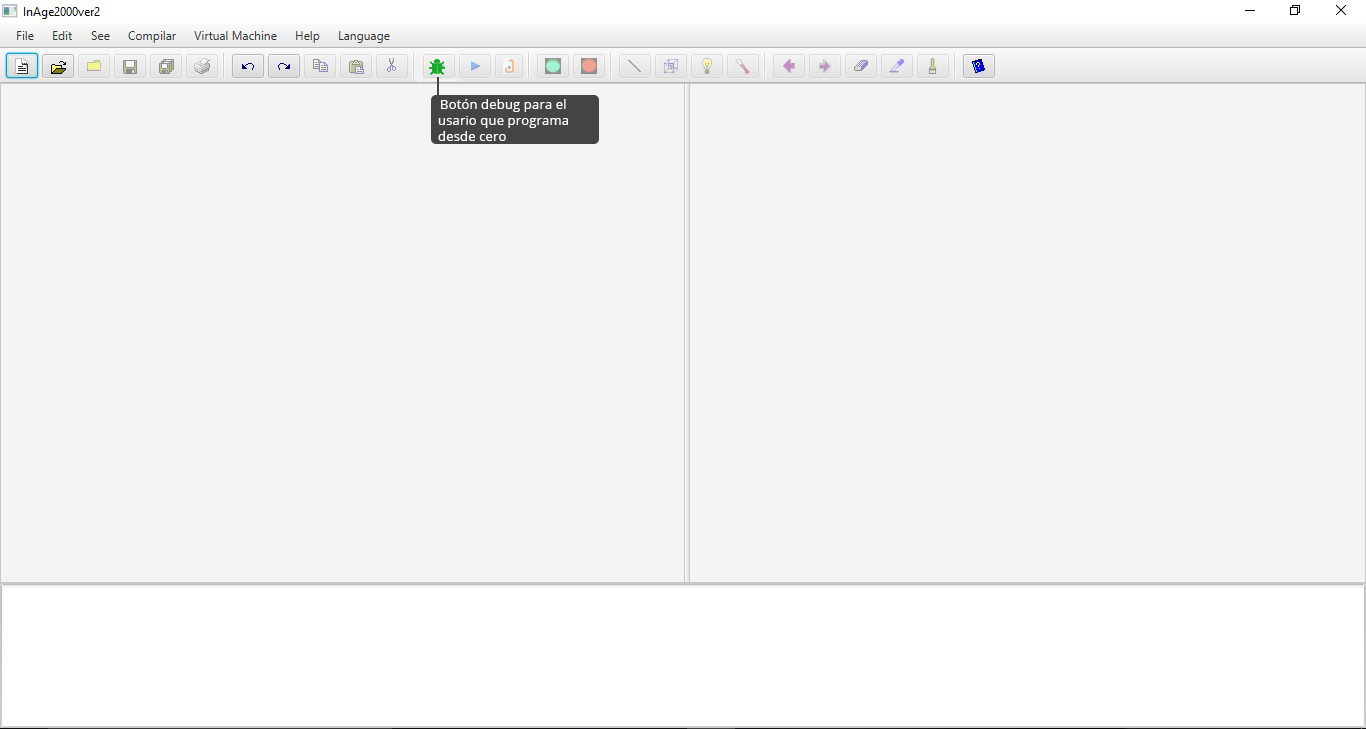 InAge2000ver2
File Edit See Compilar Virtual Machine Help Language
Botón debug para el
usario que programa
desde cero